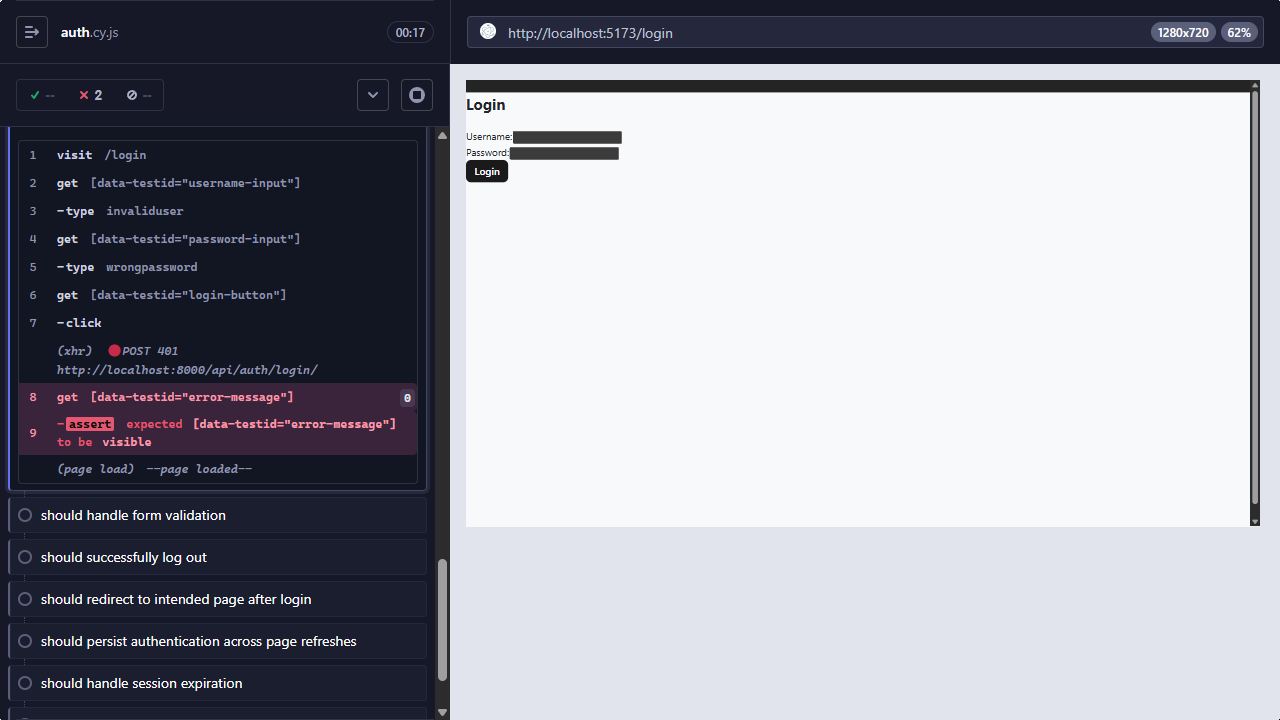 auth.cy.js
00:17
http://localhost:5173/login
1280x720
62%
--
2
--
1 visit /login
2 get [data-testid="username-input"]
3 -type invaliduser
4 get [data-testid="password-input"]
5 -type wrongpassword
6 get [data-testid="login-button"]
7 -click
(xhr) POST 401
http://localhost:8000/api/auth/login/
8 get [data-testid="error-message"] 0
9 -assert expected [data-testid="error-message"]
to be visible
(page load) --page loaded--
should handle form validation
should successfully log out
should redirect to intended page after login
should persist authentication across page refreshes
should handle session expiration
Login
Username:
Password:
Login